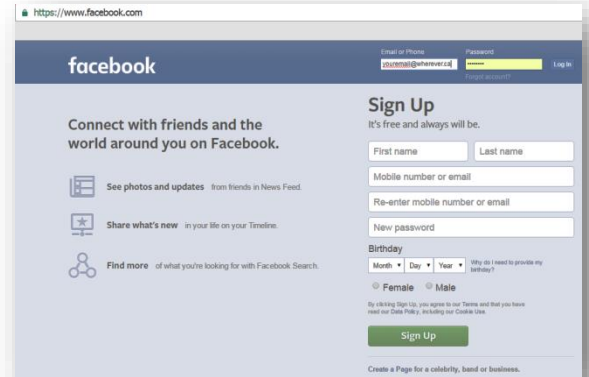 https://www.facebook.com
Email or Phone Password
youremail@wherever.ca •••••••• Log In
Forgot account?
facebook
Connect with friends and the
world around you on Facebook.
See photos and updates from friends in News Feed.
Share what's new in your life on your Timeline.
Find more of what you're looking for with Facebook Search.
Sign Up
It's free and always will be.
First name Last name
Mobile number or email
Re-enter mobile number or email
New password
Birthday
Month Day Year Why do I need to provide my
birthday?
Female Male
By clicking Sign Up, you agree to our Terms and that you have
read our Data Policy, including our Cookie Use.
Sign Up
Create a Page for a celebrity, band or business.